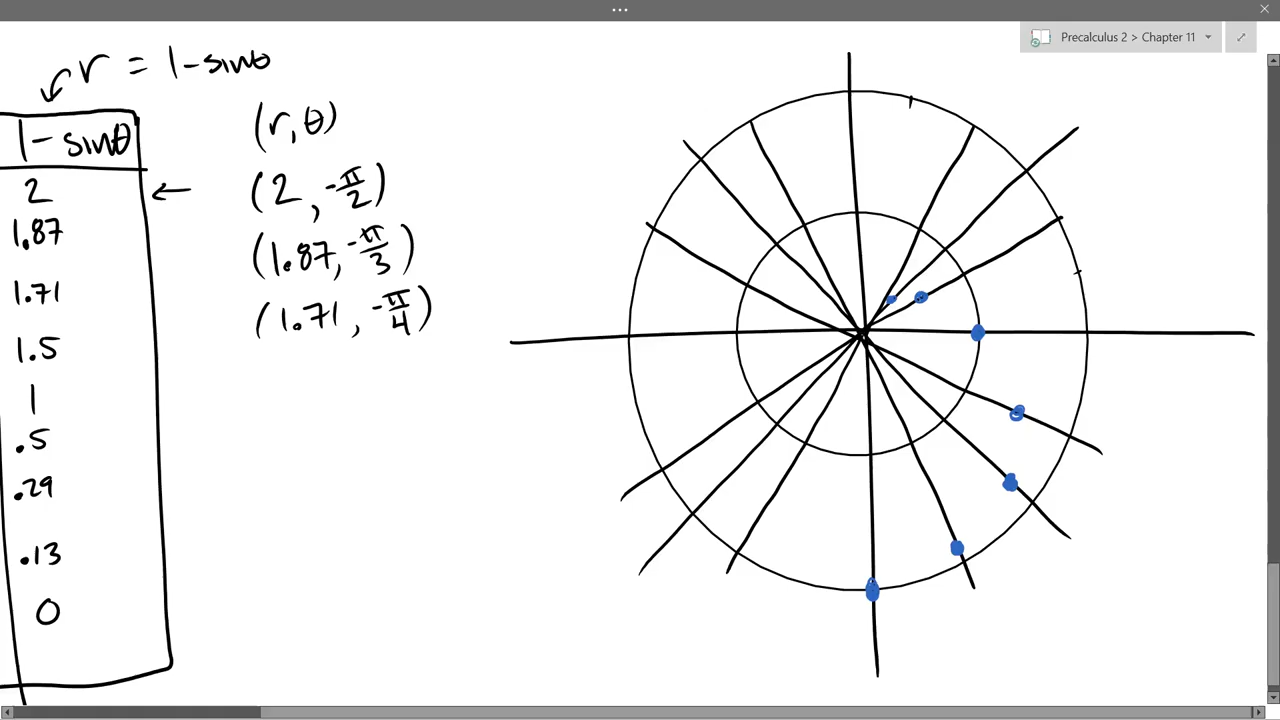 Precalculus 2 > Chapter 11
r = 1 - sinθ
1 - sinθ
2
1.87
1.71
1.5
1
.5
.29
.13
0
(r, θ)
(2, -π/2)
(1.87, -π/3)
(1.71, -π/4)